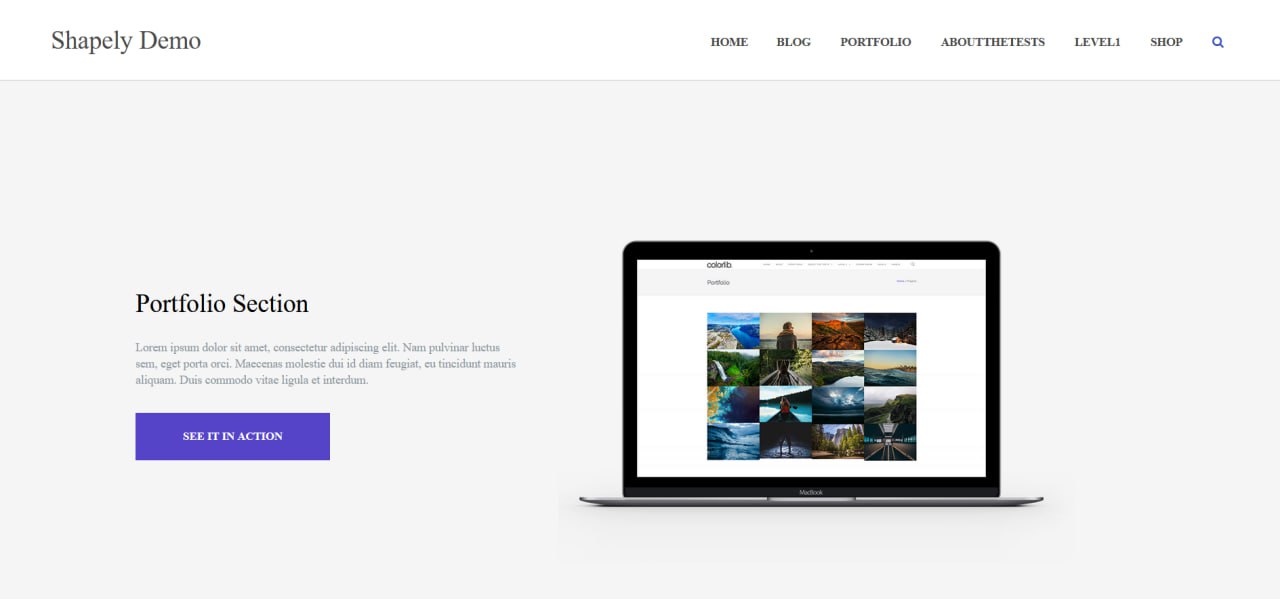 Shapely Demo
HOME BLOG PORTFOLIO ABOUTTHETESTS LEVEL1 SHOP
Portfolio Section
Lorem ipsum dolor sit amet, consectetur adipiscing elit. Nam pulvinar luctus
sem, eget porta orci. Maecenas molestie dui id diam feugiat, eu tincidunt mauris
aliquam. Duis commodo vitae ligula et interdum.
SEE IT IN ACTION
colorlib.
Portfolio
MacBook